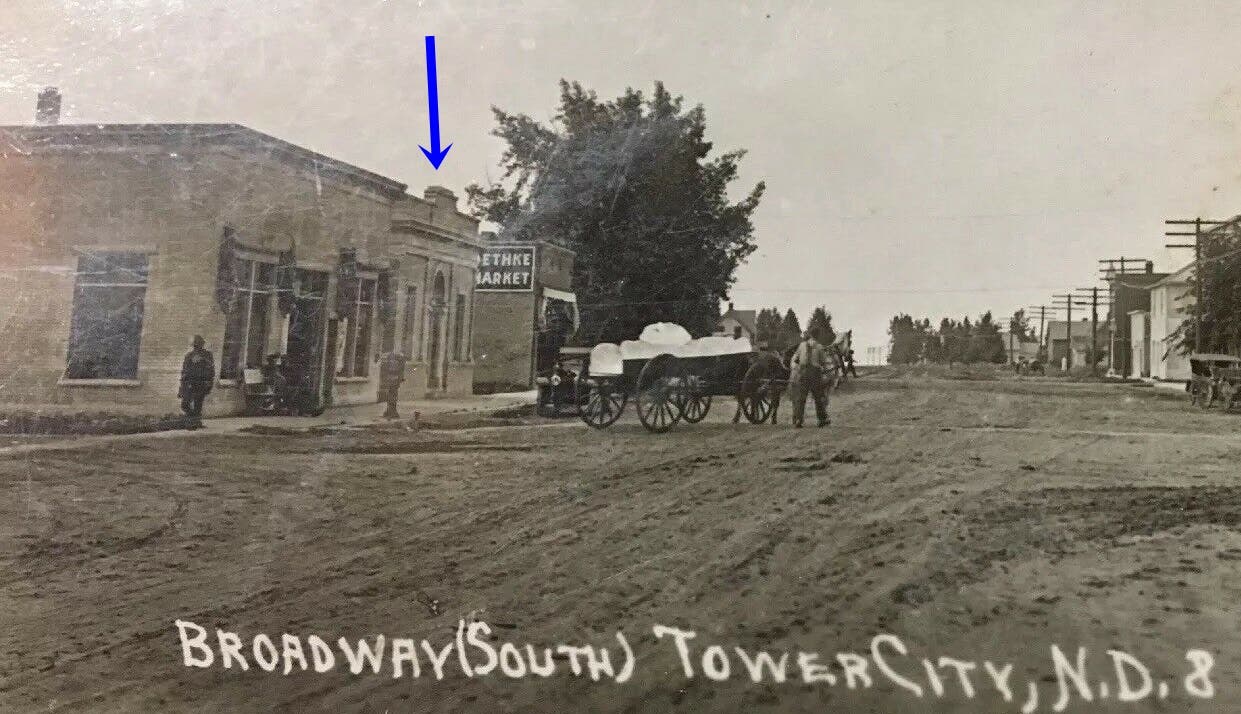 ETHKE
MARKET
BROADWAY (SOUTH) TOWER CITY, N.D. 8